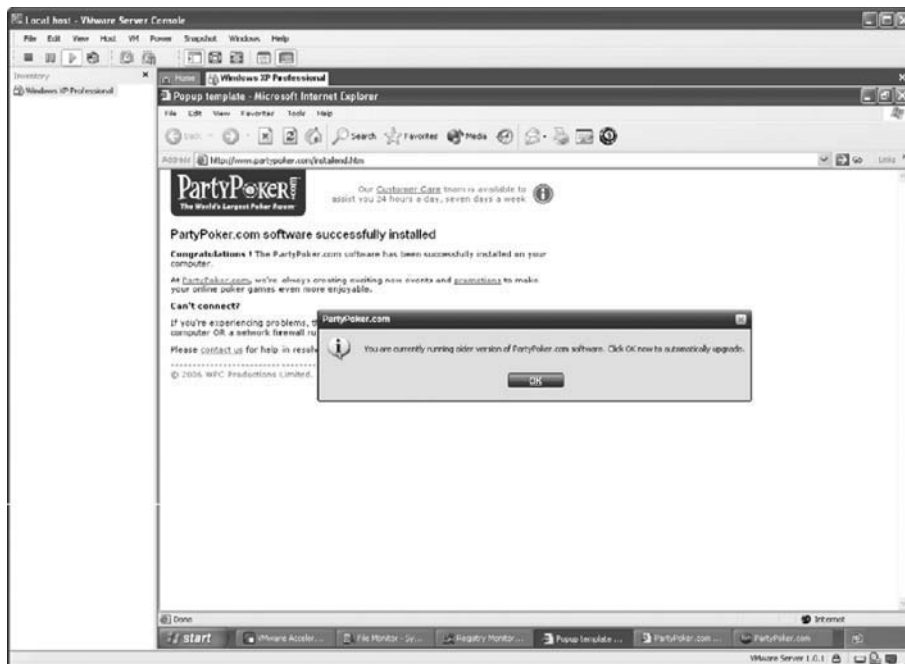 Local host - VMware Server Console
File Edit View Host VM Power Snapshot Windows Help
Inventory
Home Windows XP Professional
Windows XP Professional
Popup template - Microsoft Internet Explorer
File Edit View Favorites Tools Help
Back Search Favorites Media
Address http://www.partypoker.com/installend.htm Go Links
PARTYPOKER.com
The World's Largest Poker Room
Our Customer Care team is available to
assist you 24 hours a day, seven days a week
PartyPoker.com software successfully installed
Congratulations ! The PartyPoker.com software has been successfully installed on your
computer.
At PartyPoker.com, we're always creating exciting new events and promotions to make
your online poker games even more enjoyable.
Can't connect?
If you're experiencing problems,
computer OR a network firewall
Please contact us for help in
© 2006 WPC Productions Limited.
PartyPoker.com
You are currently running older version of PartyPoker.com software. Click OK now to automatically upgrade.
OK
Done Internet
start VMware Acceler... File Monitor - Sy... Registry Monitor... Popup template ... PartyPoker.com ... PartyPoker.com
VMware Server 1.0.1